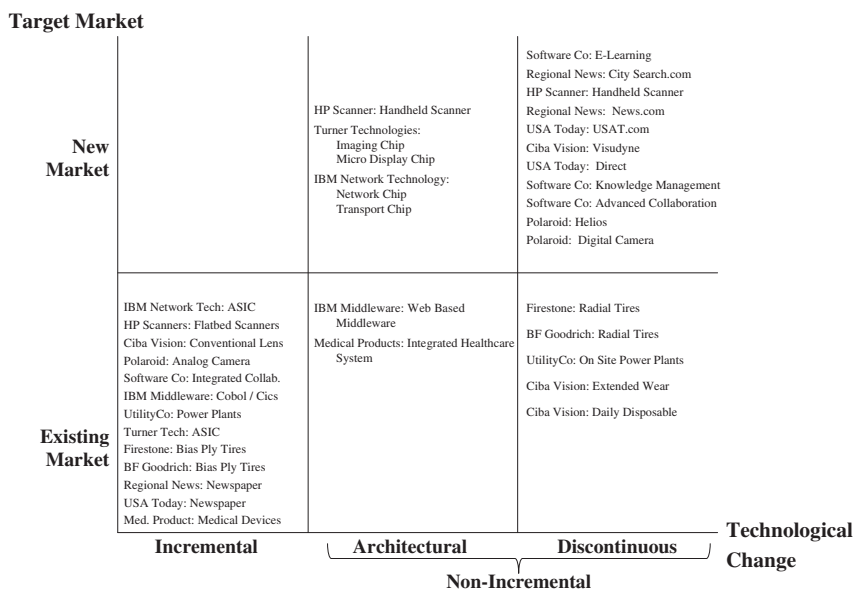 Target Market
New
Market
HP Scanner: Handheld Scanner
Turner Technologies:
Imaging Chip
Micro Display Chip
IBM Network Technology:
Network Chip
Transport Chip
Software Co: E-Learning
Regional News: City Search.com
HP Scanner: Handheld Scanner
Regional News: News.com
USA Today: USAT.com
Ciba Vision: Visudyne
USA Today: Direct
Software Co: Knowledge Management
Software Co: Advanced Collaboration
Polaroid: Helios
Polaroid: Digital Camera
Existing
Market
IBM Network Tech: ASIC
HP Scanners: Flatbed Scanners
Ciba Vision: Conventional Lens
Polaroid: Analog Camera
Software Co: Integrated Collab.
IBM Middleware: Cobol / Cics
UtilityCo: Power Plants
Turner Tech: ASIC
Firestone: Bias Ply Tires
BF Goodrich: Bias Ply Tires
Regional News: Newspaper
USA Today: Newspaper
Med. Product: Medical Devices
IBM Middleware: Web Based
Middleware
Medical Products: Integrated Healthcare
System
Firestone: Radial Tires
BF Goodrich: Radial Tires
UtilityCo: On Site Power Plants
Ciba Vision: Extended Wear
Ciba Vision: Daily Disposable
Incremental
Architectural
Discontinuous
Technological
Change
Non-Incremental